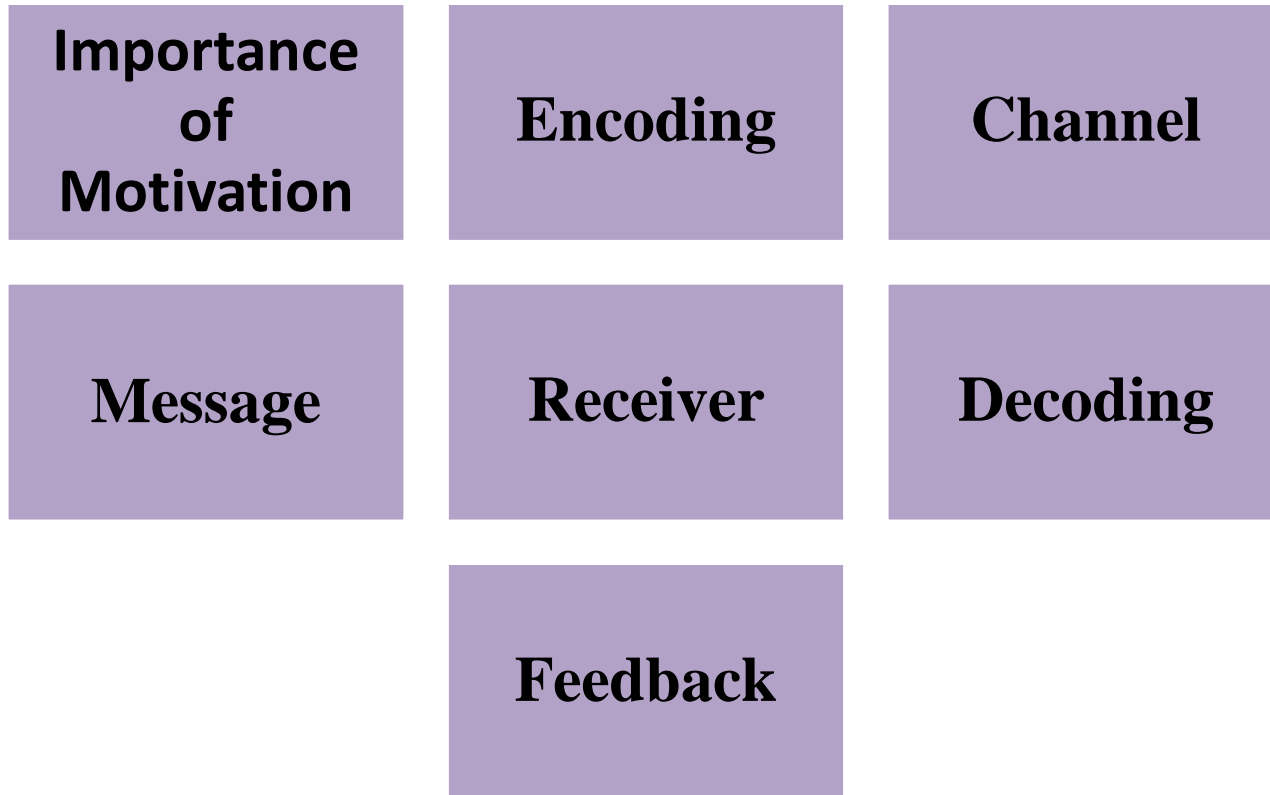 Importance
of
Motivation
Encoding
Channel
Message
Receiver
Decoding
Feedback